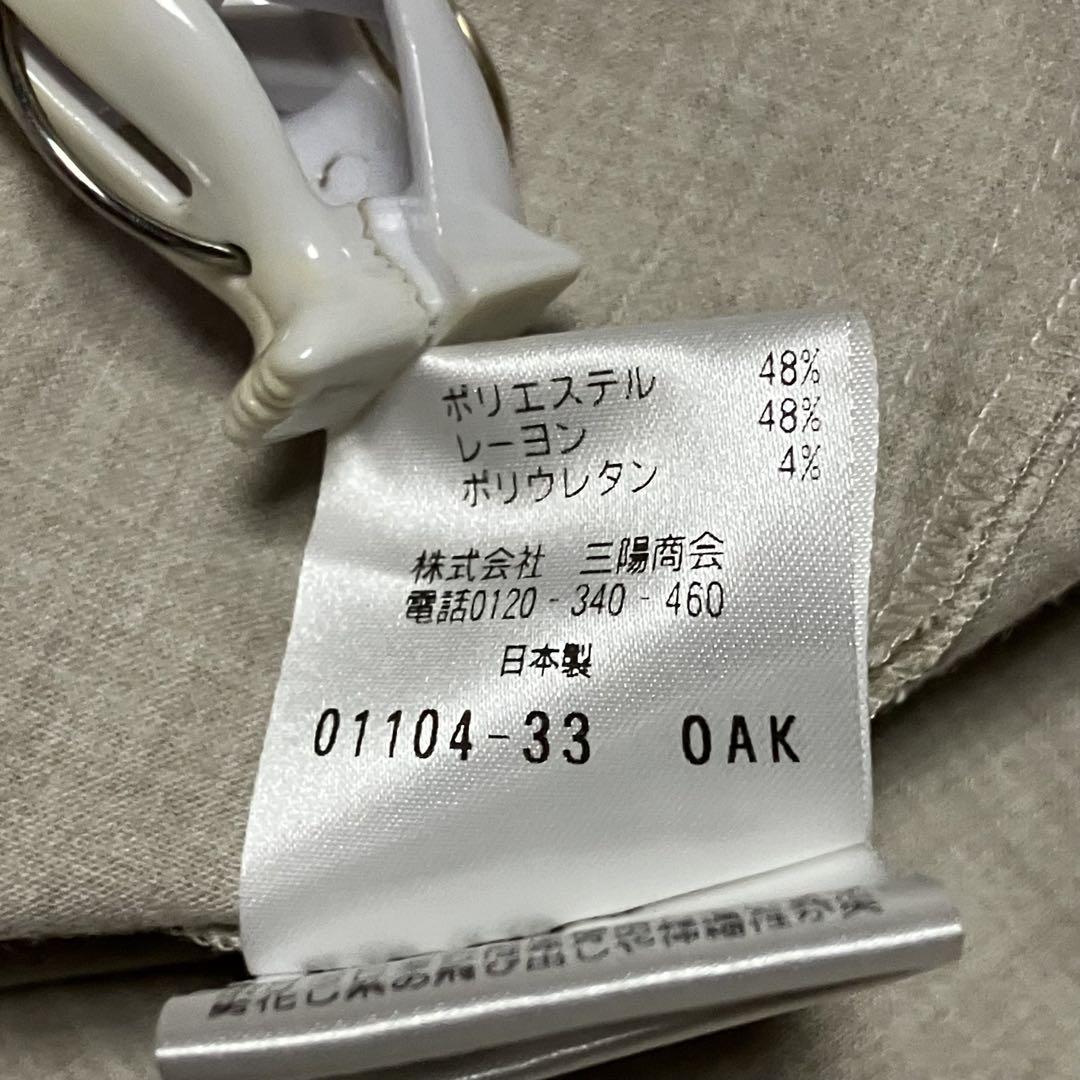 ポリエステル 48%
レーヨン 48%
ポリウレタン 4%
株式会社 三陽商会
電話0120-340-460
日本製
01104-33 OAK